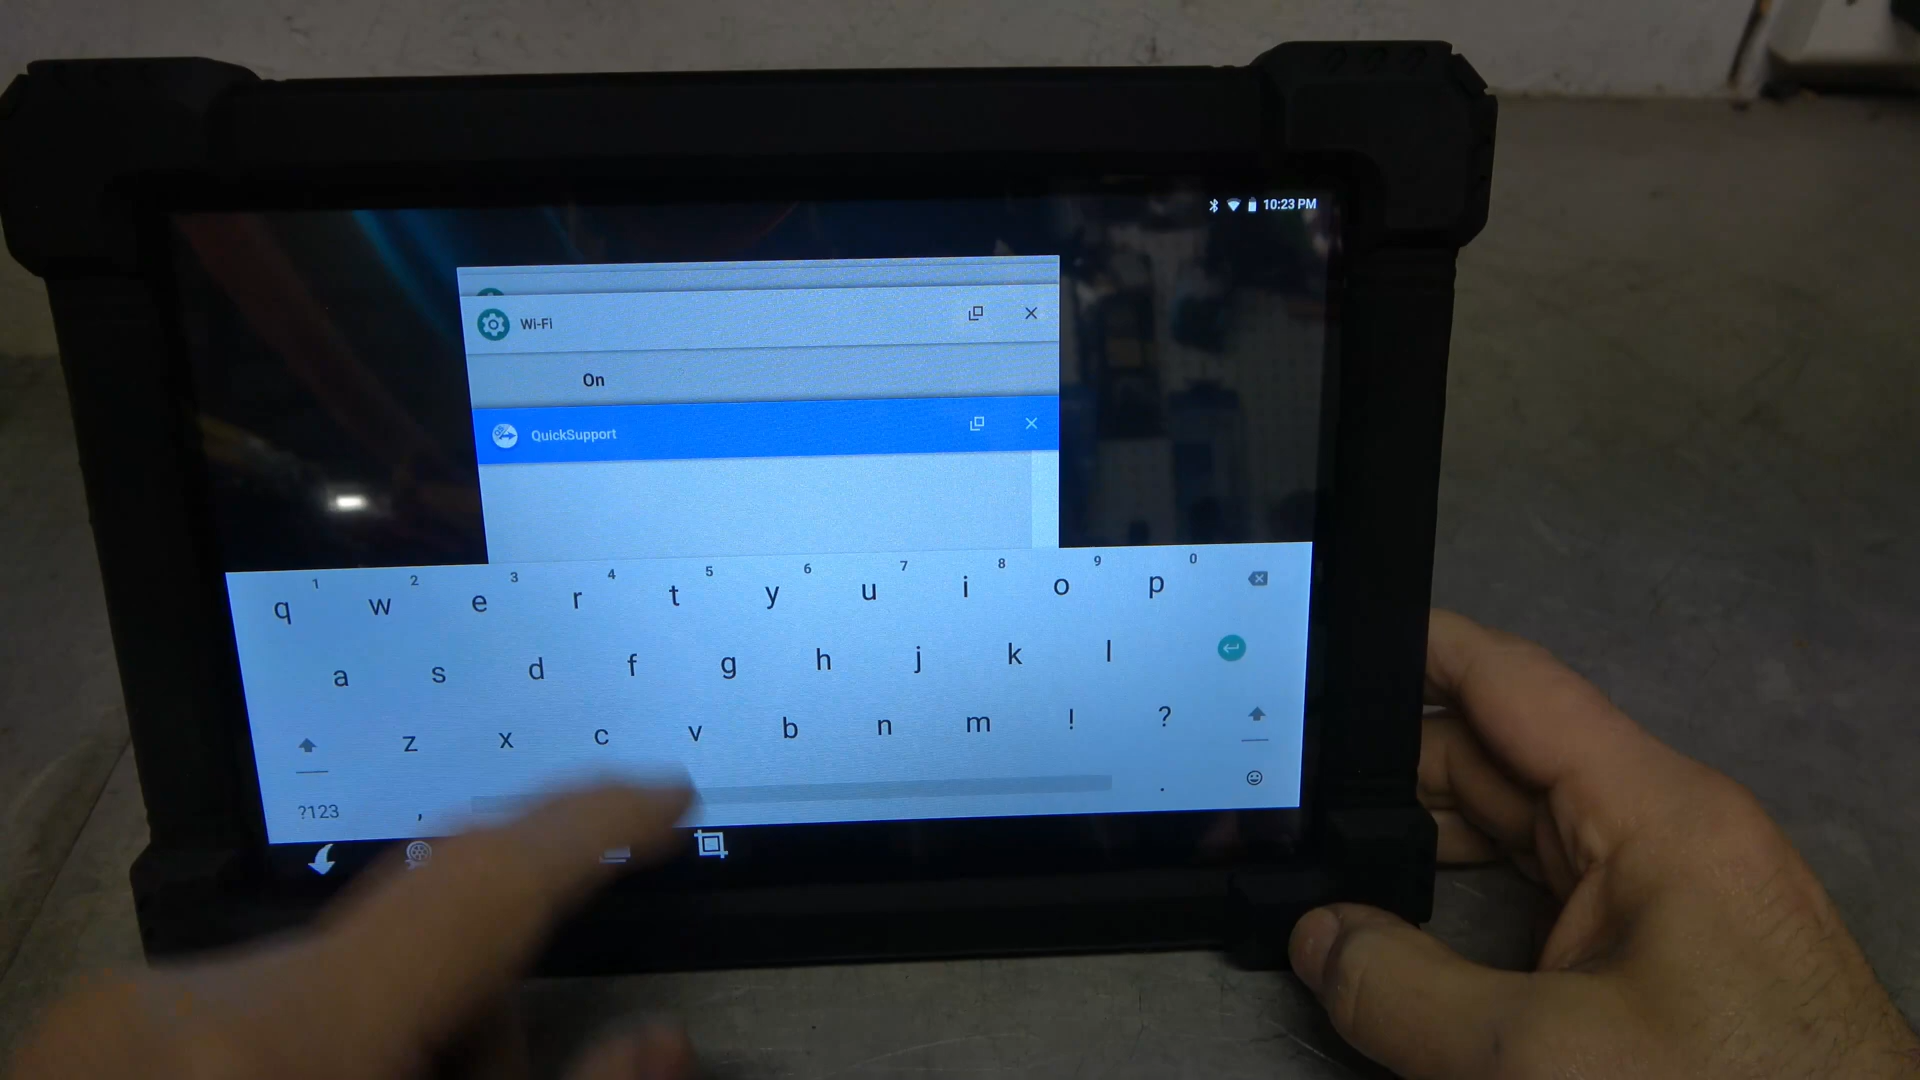 10:23 PM
Wi-Fi
On
QuickSupport
1 2 3 4 5 6 7 8 9 0
q w e r t y u i o p
a s d f g h j k l
z x c v b n m ! ?
?123 , .